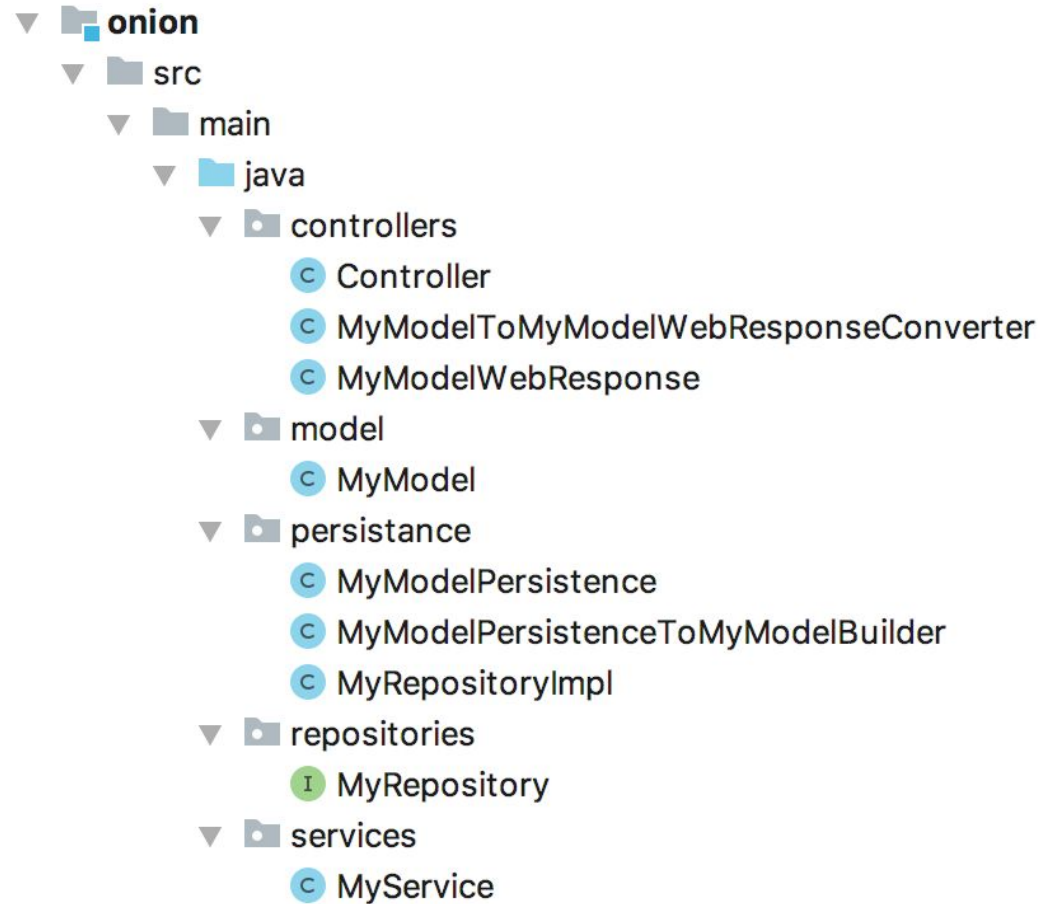 onion
src
main
java
controllers
C Controller
C MyModelToMyModelWebResponseConverter
C MyModelWebResponse
model
C MyModel
persistance
C MyModelPersistence
C MyModelPersistenceToMyModelBuilder
C MyRepositoryImpl
repositories
I MyRepository
services
C MyService